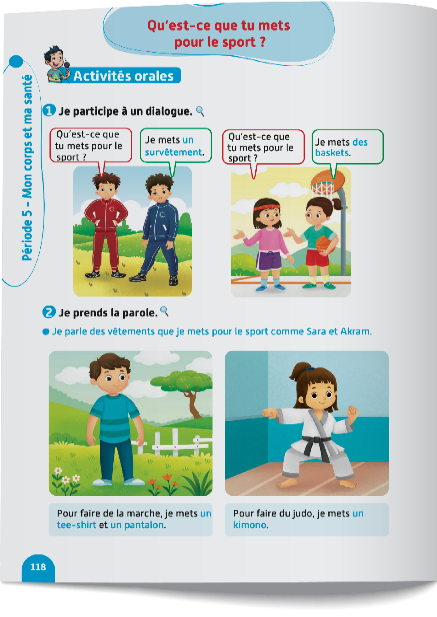 Qu'est-ce que tu mets
pour le sport ?
Activités orales
Période 5 - Mon corps et ma santé
1 Je participe à un dialogue.
Qu'est-ce que
tu mets pour le
sport ?
Je mets un
survêtement.
Qu'est-ce que
tu mets pour le
sport ?
Je mets des
baskets.
2 Je prends la parole.
Je parle des vêtements que je mets pour le sport comme Sara et Akram.
Pour faire de la marche, je mets un
tee-shirt et un pantalon.
Pour faire du judo, je mets un
kimono.
118